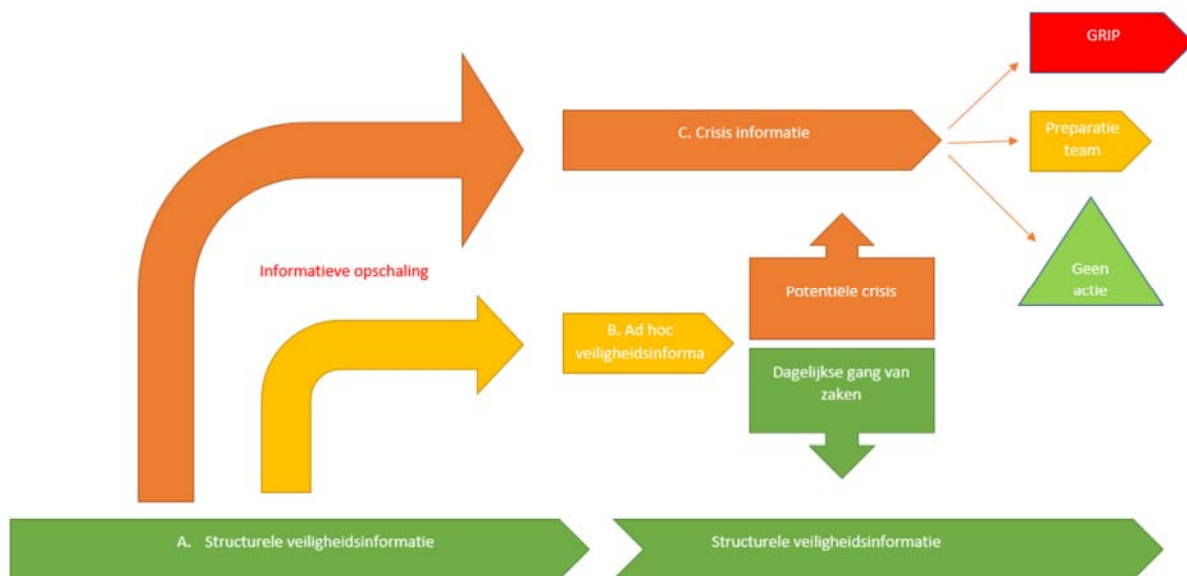 GRIP
C. Crisis informatie
Preparatie
team
Geen
actie
Informatieve opschaling
Potentiële crisis
B. Ad hoc
veiligheidsinforma
Dagelijkse gang van
zaken
A. Structurele veiligheidsinformatie
Structurele veiligheidsinformatie